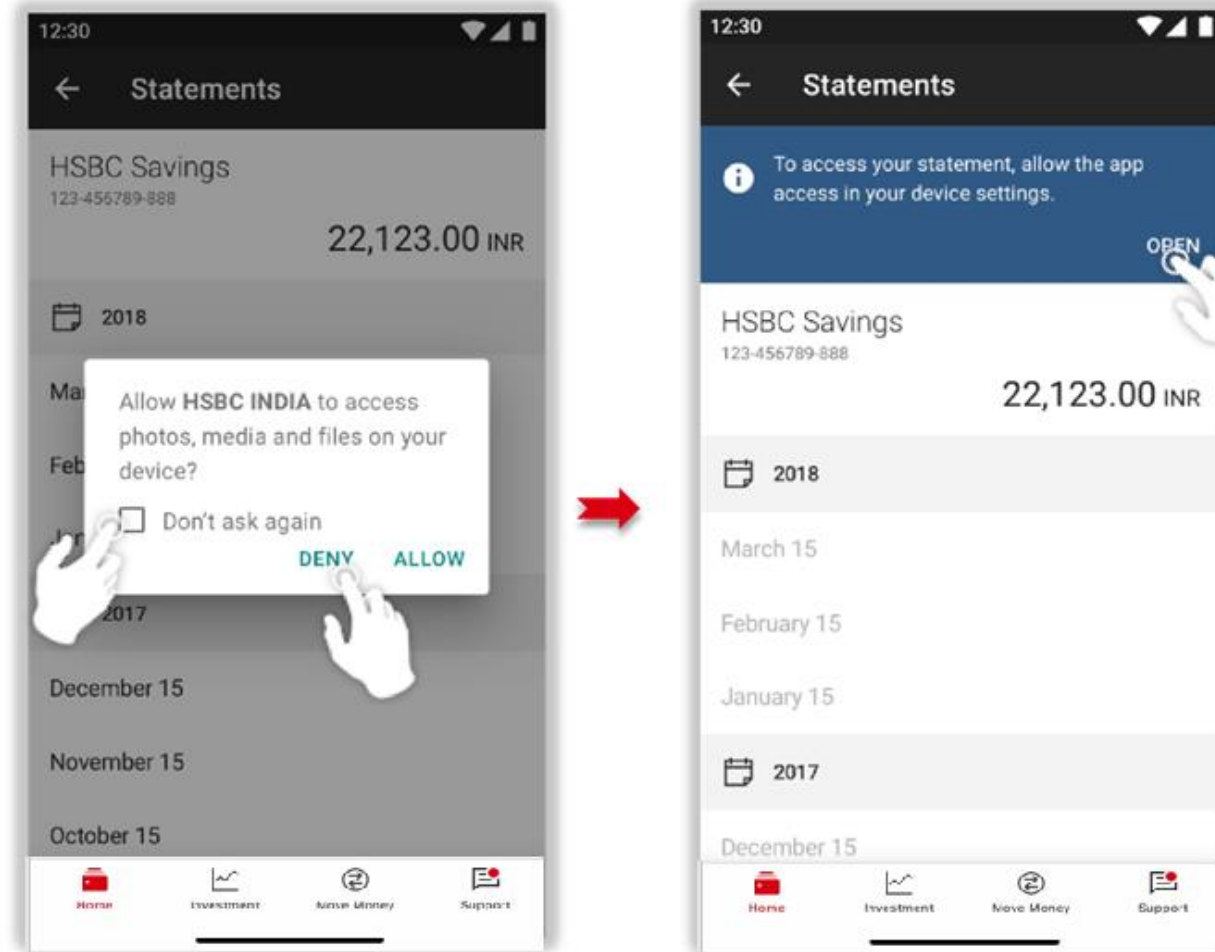 12:30
Statements
HSBC Savings
123-456789-888
22,123.00 INR
2018
Mar
Allow HSBC INDIA to access
photos, media and files on your
Feb
device?
Don't ask again
DENY ALLOW
2017
December 15
November 15
October 15
Home Investment Move Money Support
12:30
Statements
To access your statement, allow the app
access in your device settings.
OPEN
HSBC Savings
123-456789-888
22,123.00 INR
2018
March 15
February 15
January 15
2017
December 15
Home Investment Move Money Support